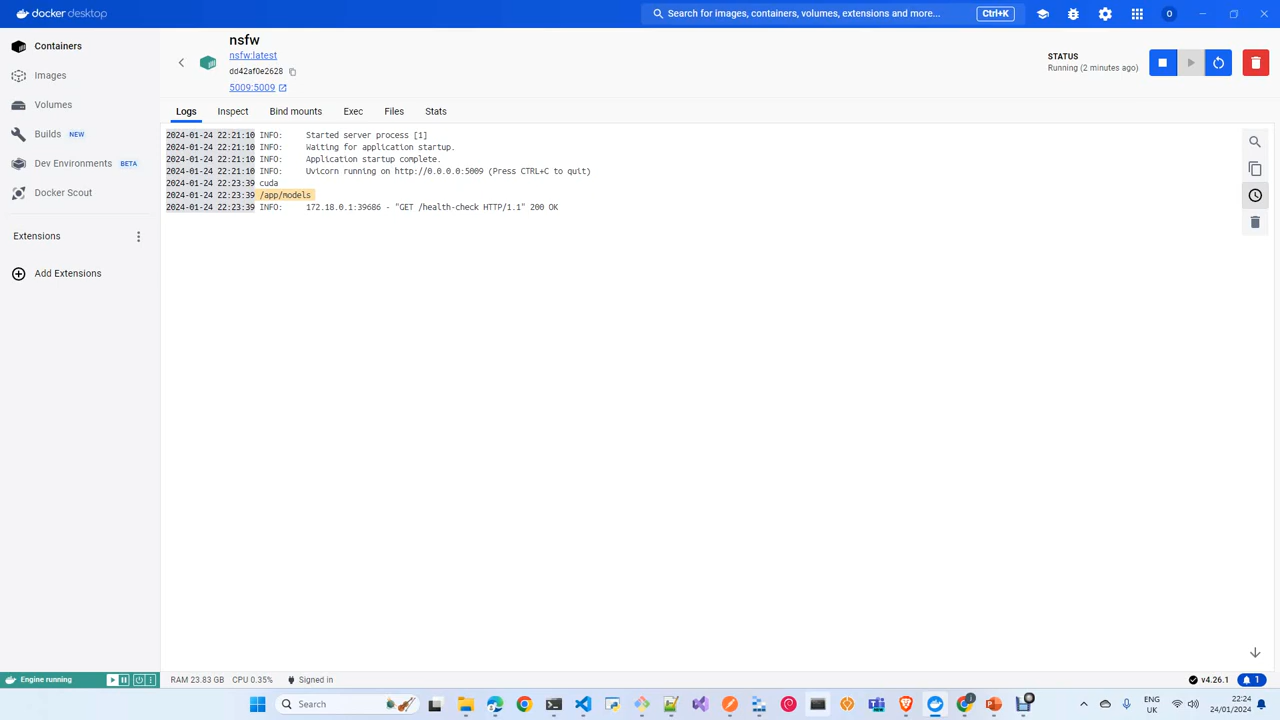 docker desktop
Search for images, containers, volumes, extensions and more...
Ctrl+K
O
Containers
Images
Volumes
Builds NEW
Dev Environments BETA
Docker Scout
Extensions
Add Extensions
nsfw
nsfw:latest
dd42af0e2628
5009:5009
STATUS
Running (2 minutes ago)
Logs
Inspect
Bind mounts
Exec
Files
Stats
2024-01-24 22:21:10 INFO: Started server process [1]
2024-01-24 22:21:10 INFO: Waiting for application startup.
2024-01-24 22:21:10 INFO: Application startup complete.
2024-01-24 22:21:10 INFO: Uvicorn running on http://0.0.0.0:5009 (Press CTRL+C to quit)
2024-01-24 22:23:39 cuda
2024-01-24 22:23:39 /app/models
2024-01-24 22:23:39 INFO: 172.18.0.1:39686 - "GET /health-check HTTP/1.1" 200 OK
Engine running
RAM 23.83 GB CPU 0.35%
Signed in
v4.26.1
1
Search
ENG
UK
22:24
24/01/2024